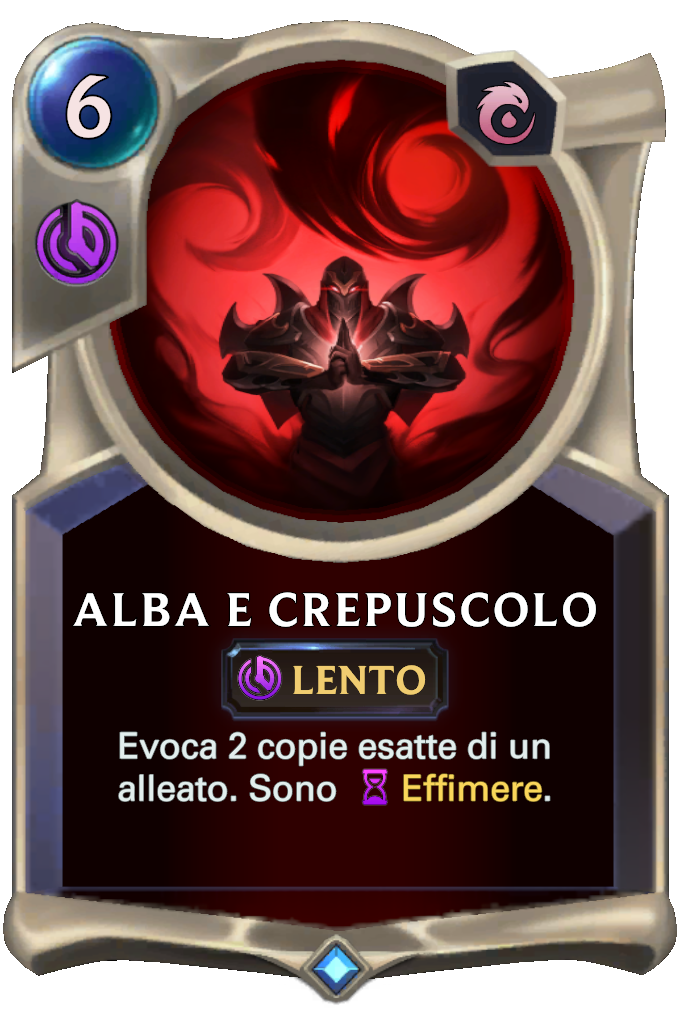 6
ALBA E CREPUSCOLO
LENTO
Evoca 2 copie esatte di un
alleato. Sono Effimere.